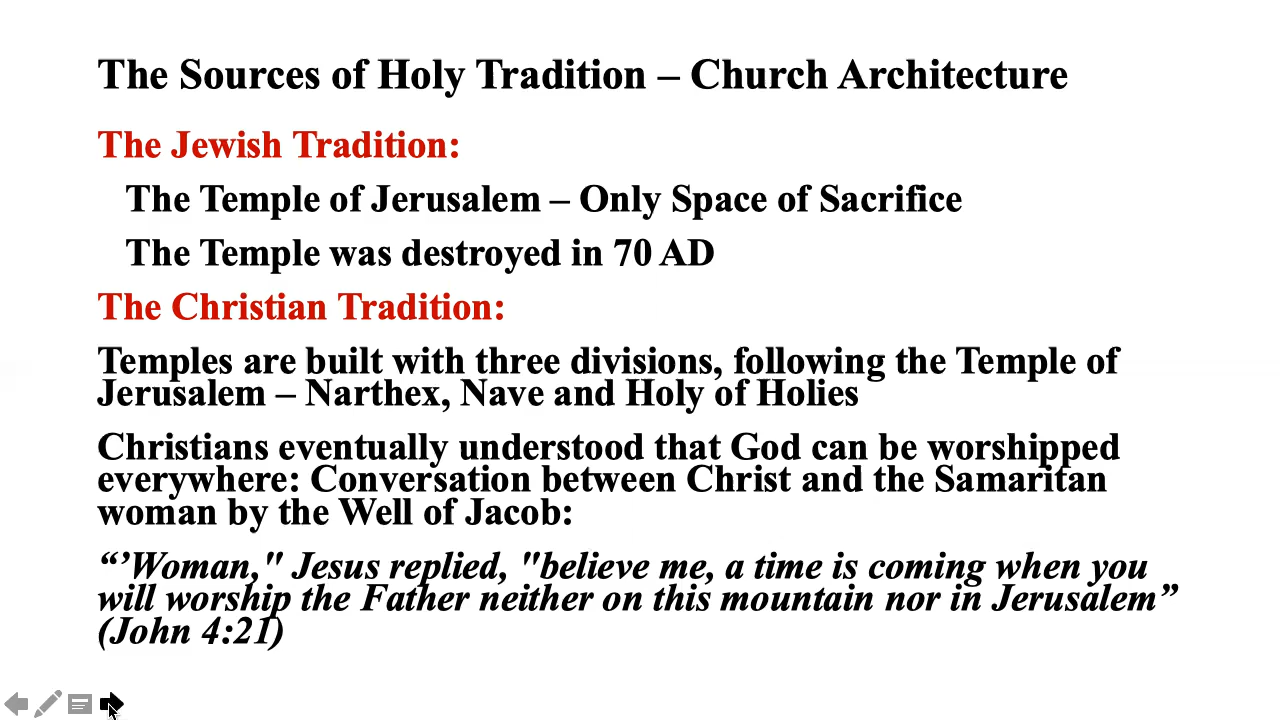 The Sources of Holy Tradition – Church Architecture
The Jewish Tradition:
The Temple of Jerusalem – Only Space of Sacrifice
The Temple was destroyed in 70 AD
The Christian Tradition:
Temples are built with three divisions, following the Temple of
Jerusalem – Narthex, Nave and Holy of Holies
Christians eventually understood that God can be worshipped
everywhere: Conversation between Christ and the Samaritan
woman by the Well of Jacob:
“’Woman," Jesus replied, "believe me, a time is coming when you
will worship the Father neither on this mountain nor in Jerusalem”
(John 4:21)